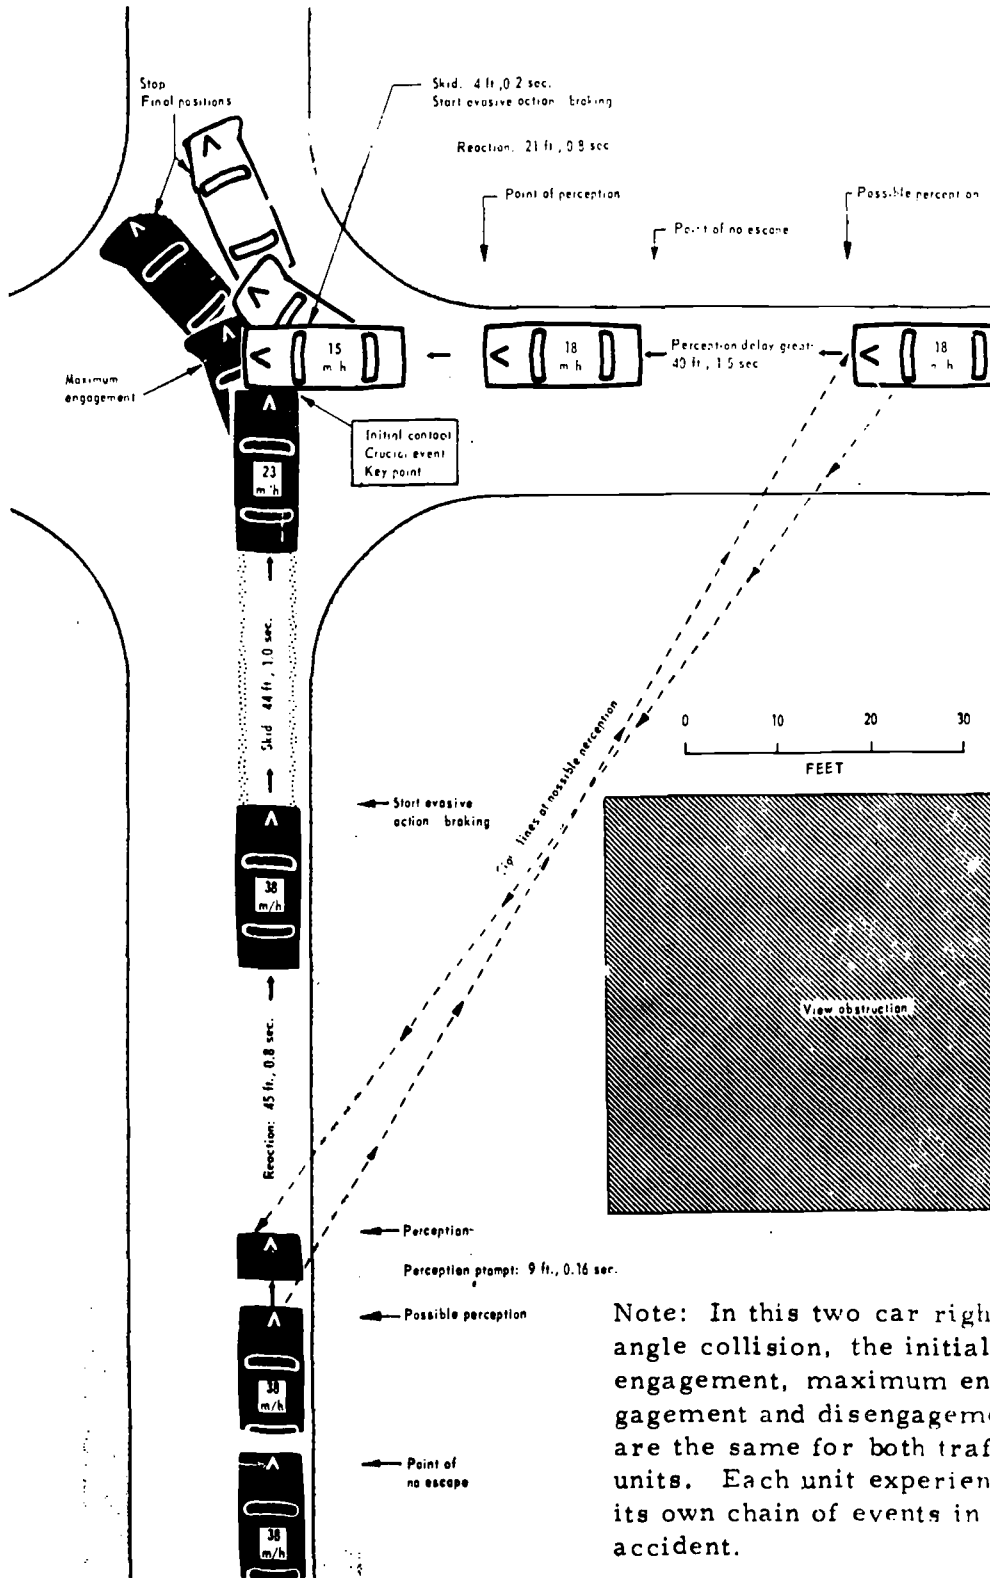 Stop
Final positions
Skid. 4 ft, 0.2 sec.
Start evasive action braking
Reaction. 21 ft, 0.8 sec
Point of perception
Point of no escape
Possible perception
15
m h
18
m h
Perception delay great
40 ft, 1.5 sec
18
m h
Maximum
engagement
Initial contact
Crucial event
Key point
23
m/h
Skid 44 ft, 1.0 sec.
Sight lines of possible perception
0 10 20 30
FEET
Start evasive
action braking
38
m/h
View obstruction
Reaction: 45 ft., 0.8 sec.
Perception
Perception prompt: 9 ft., 0.16 sec.
Possible perception
38
m/h
Point of
no escape
38
m/h
Note: In this two car righ
angle collision, the initial
engagement, maximum en
gagement and disengageme
are the same for both traf
units. Each unit experien
its own chain of events in
accident.